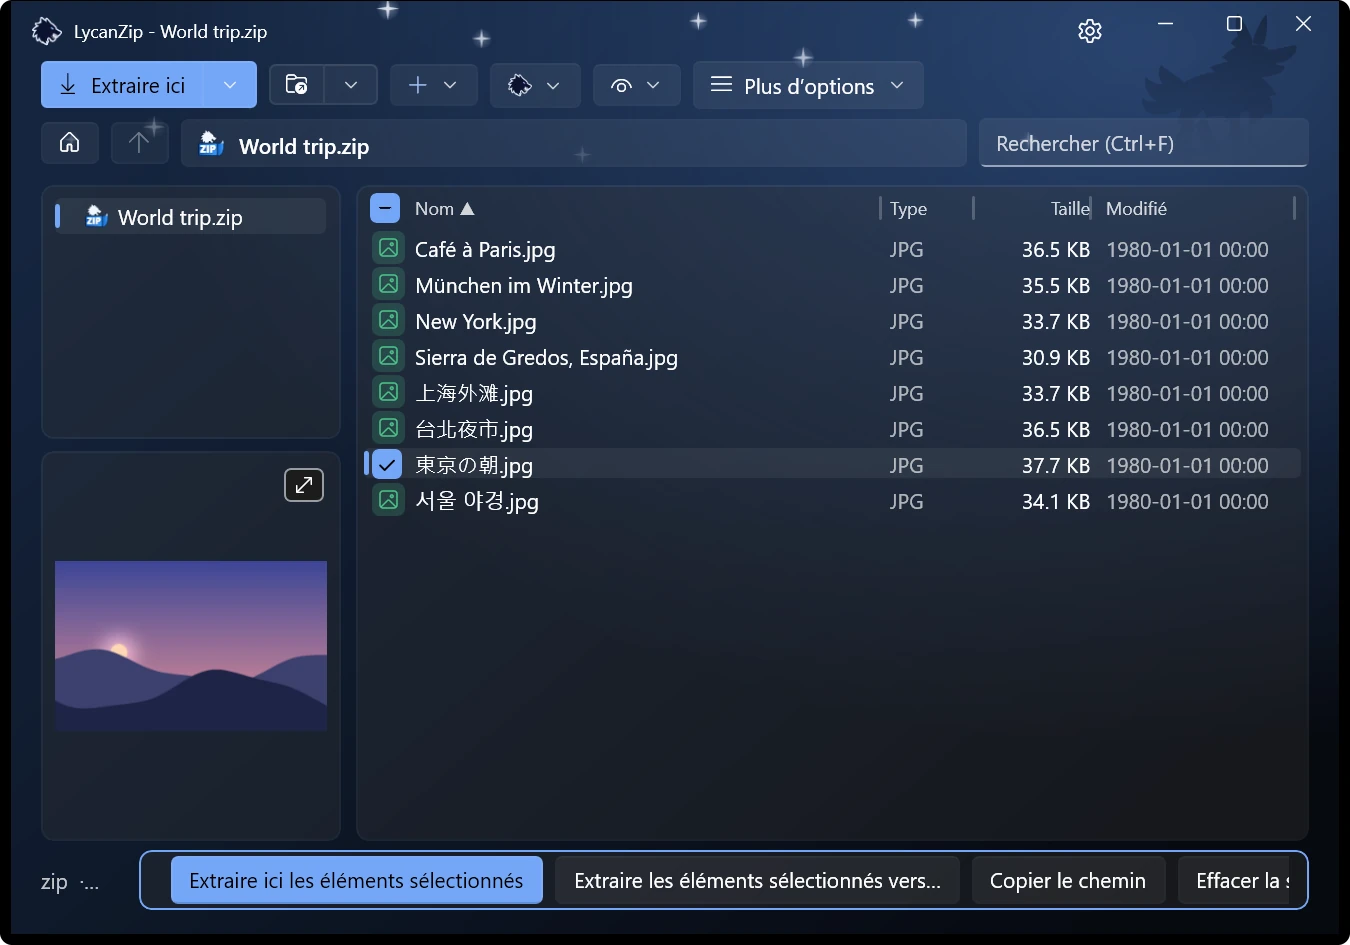 LycanZip - World trip.zip
Extraire ici
Plus d'options
World trip.zip
Rechercher (Ctrl+F)
World trip.zip
Nom ▲ Type Taille Modifié
Café à Paris.jpg JPG 36.5 KB 1980-01-01 00:00
München im Winter.jpg JPG 35.5 KB 1980-01-01 00:00
New York.jpg JPG 33.7 KB 1980-01-01 00:00
Sierra de Gredos, España.jpg JPG 30.9 KB 1980-01-01 00:00
上海外滩.jpg JPG 33.7 KB 1980-01-01 00:00
台北夜市.jpg JPG 36.5 KB 1980-01-01 00:00
東京の朝.jpg JPG 37.7 KB 1980-01-01 00:00
서울 야경.jpg JPG 34.1 KB 1980-01-01 00:00
zip ·...
Extraire ici les éléments sélectionnés
Extraire les éléments sélectionnés vers...
Copier le chemin
Effacer la